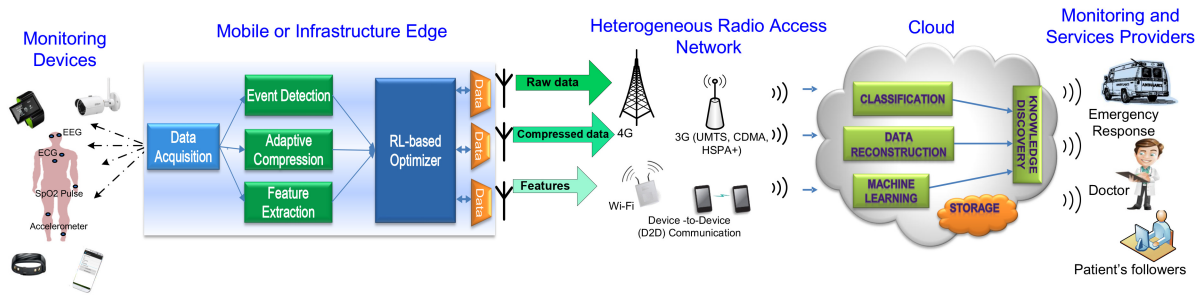 Monitoring
Devices
EEG
ECG
SpO2 Pulse
Accelerometer
Mobile or Infrastructure Edge
Data
Acquisition
Event Detection
Adaptive
Compression
Feature
Extraction
RL-based
Optimizer
Data
Data
Data
Raw data
Compressed data
Features
Heterogeneous Radio Access
Network
4G
3G (UMTS, CDMA,
HSPA+)
Wi-Fi
Device -to-Device
(D2D) Communication
Cloud
CLASSIFICATION
DATA
RECONSTRUCTION
MACHINE
LEARNING
KNOWLEDGE
DISCOVERY
STORAGE
Monitoring and
Services Providers
Emergency
Response
Doctor
Patient's followers